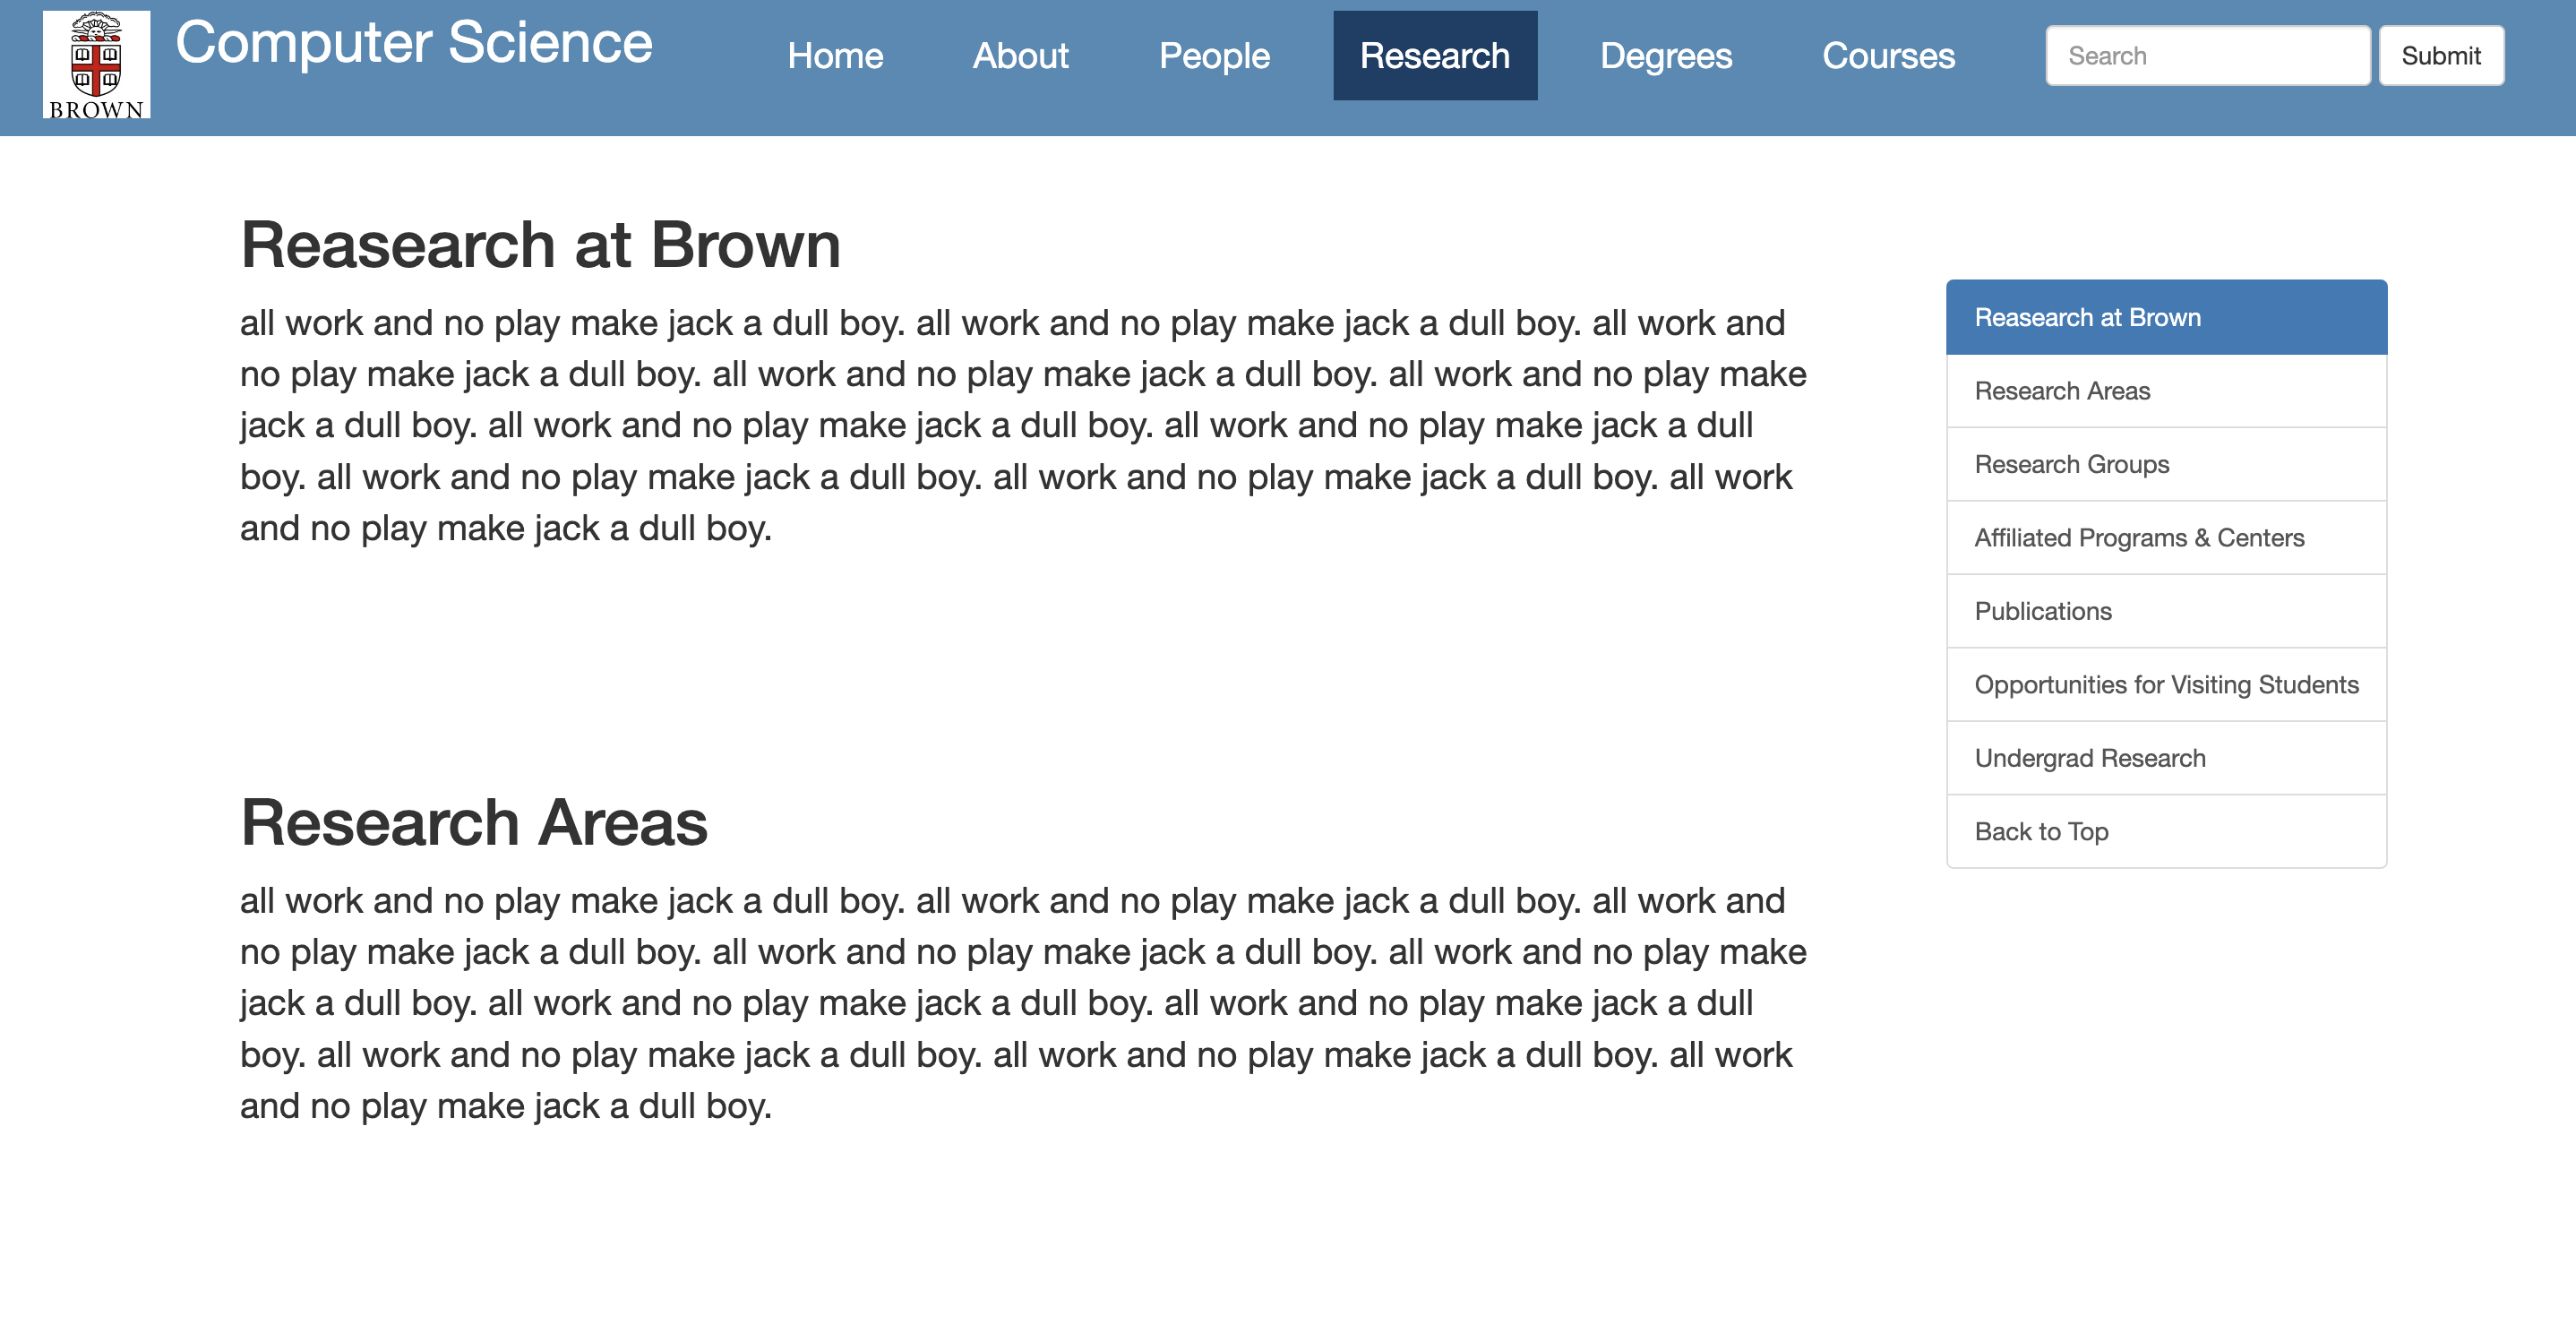 BROWN
Computer Science
Home
About
People
Research
Degrees
Courses
Search
Submit
Reasearch at Brown
all work and no play make jack a dull boy. all work and no play make jack a dull boy. all work and
no play make jack a dull boy. all work and no play make jack a dull boy. all work and no play make
jack a dull boy. all work and no play make jack a dull boy. all work and no play make jack a dull
boy. all work and no play make jack a dull boy. all work and no play make jack a dull boy. all work
and no play make jack a dull boy.
Research Areas
all work and no play make jack a dull boy. all work and no play make jack a dull boy. all work and
no play make jack a dull boy. all work and no play make jack a dull boy. all work and no play make
jack a dull boy. all work and no play make jack a dull boy. all work and no play make jack a dull
boy. all work and no play make jack a dull boy. all work and no play make jack a dull boy. all work
and no play make jack a dull boy.
Reasearch at Brown
Research Areas
Research Groups
Affiliated Programs & Centers
Publications
Opportunities for Visiting Students
Undergrad Research
Back to Top